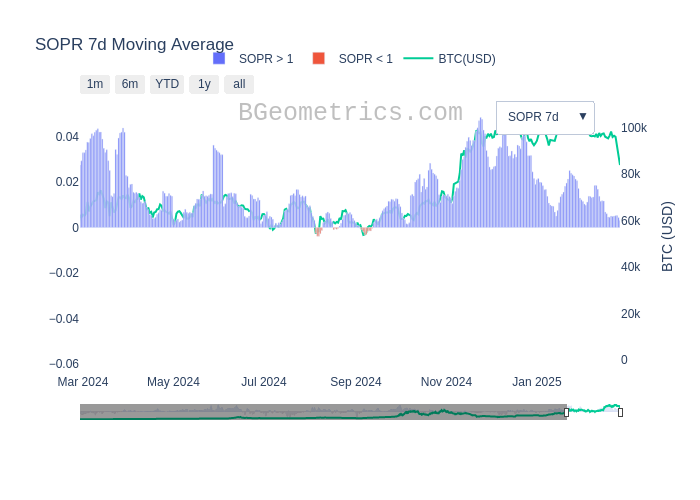 SOPR 7d Moving Average
SOPR > 1
SOPR < 1
BTC(USD)
1m 6m YTD 1y all
BGeometrics.com
SOPR 7d ▼
0.04
0.02
0
−0.02
−0.04
−0.06
100k
80k
60k
40k
20k
0
BTC (USD)
Mar 2024 May 2024 Jul 2024 Sep 2024 Nov 2024 Jan 2025